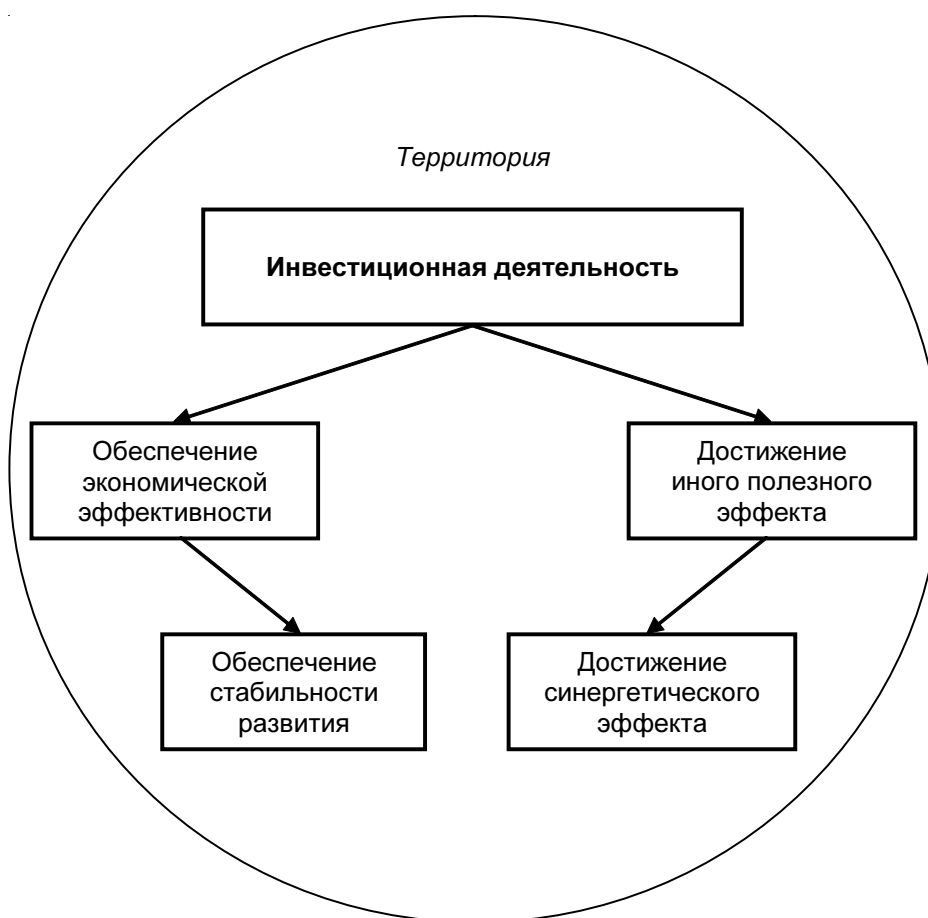 Территория
Инвестиционная деятельность
Обеспечение
экономической
эффективности
Достижение
иного полезного
эффекта
Обеспечение
стабильности
развития
Достижение
синергетического
эффекта